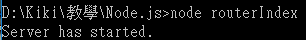 D:\Kiki\教學\Node.js>node routerIndex
Server has started.